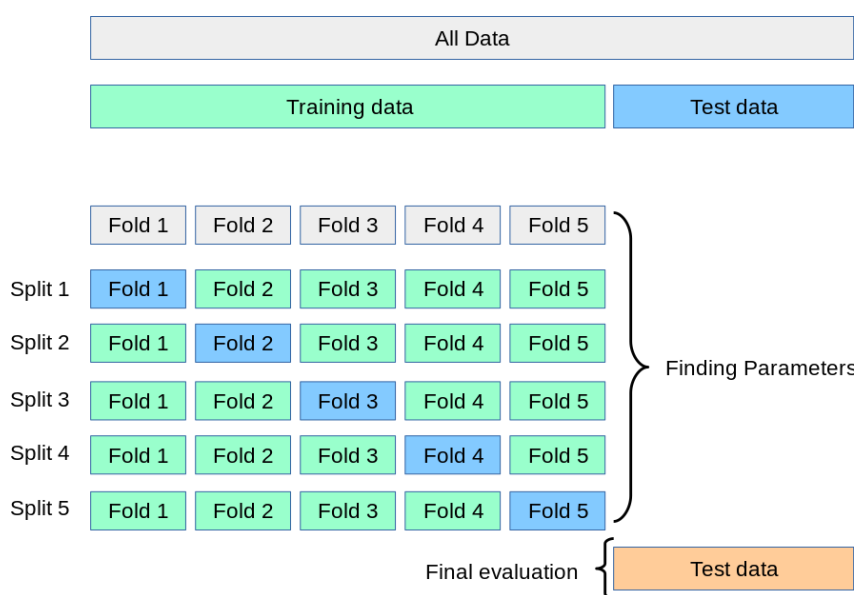 All Data
Training data Test data
Fold 1 Fold 2 Fold 3 Fold 4 Fold 5
Split 1 Fold 1 Fold 2 Fold 3 Fold 4 Fold 5
Split 2 Fold 1 Fold 2 Fold 3 Fold 4 Fold 5
Finding Parameters
Split 3 Fold 1 Fold 2 Fold 3 Fold 4 Fold 5
Split 4 Fold 1 Fold 2 Fold 3 Fold 4 Fold 5
Split 5 Fold 1 Fold 2 Fold 3 Fold 4 Fold 5
Final evaluation Test data